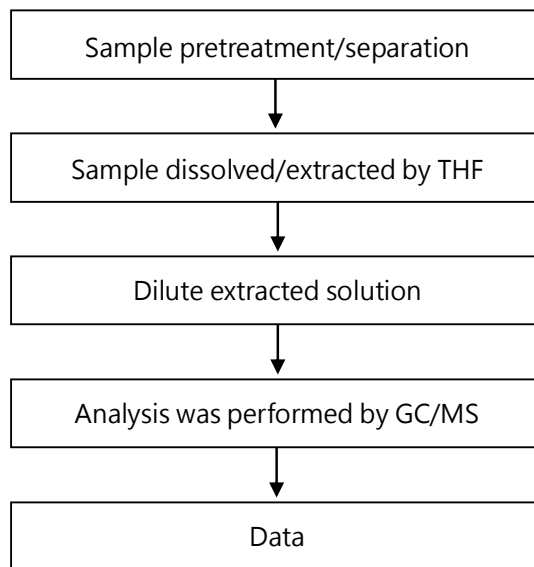 Sample pretreatment/separation
Sample dissolved/extracted by THF
Dilute extracted solution
Analysis was performed by GC/MS
Data